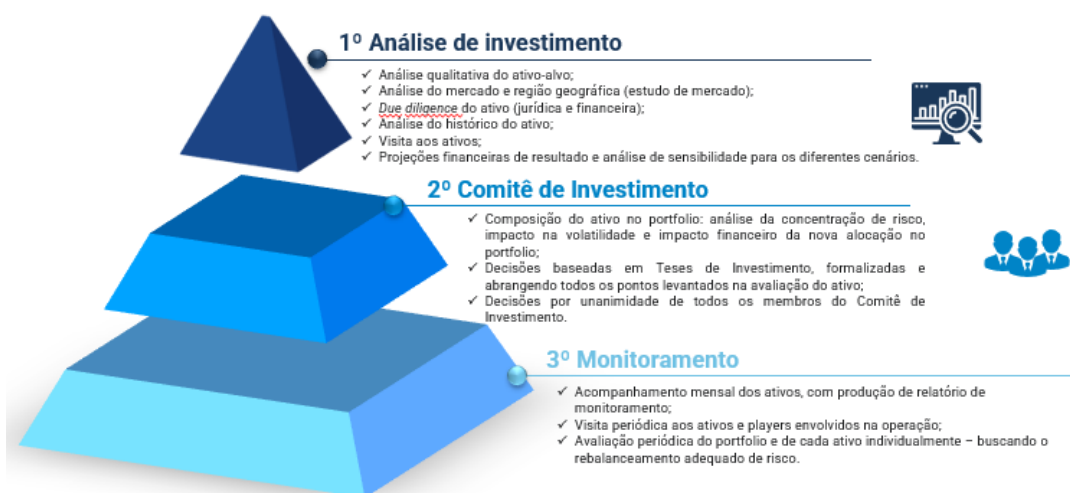 1º Análise de investimento
✓ Análise qualitativa do ativo-alvo;
✓ Análise do mercado e região geográfica (estudo de mercado);
✓ Due diligence do ativo (jurídica e financeira);
✓ Análise do histórico do ativo;
✓ Visita aos ativos;
✓ Projeções financeiras de resultado e análise de sensibilidade para os diferentes cenários.
2º Comitê de Investimento
✓ Composição do ativo no portfolio: análise da concentração de risco,
impacto na volatilidade e impacto financeiro da nova alocação no
portfolio;
✓ Decisões baseadas em Teses de Investimento, formalizadas e
abrangendo todos os pontos levantados na avaliação do ativo;
✓ Decisões por unanimidade de todos os membros do Comitê de
Investimento.
3º Monitoramento
✓ Acompanhamento mensal dos ativos, com produção de relatório de
monitoramento;
✓ Visita periódica aos ativos e players envolvidos na operação;
✓ Avaliação periódica do portfolio e de cada ativo individualmente – buscando o
rebalanceamento adequado de risco.